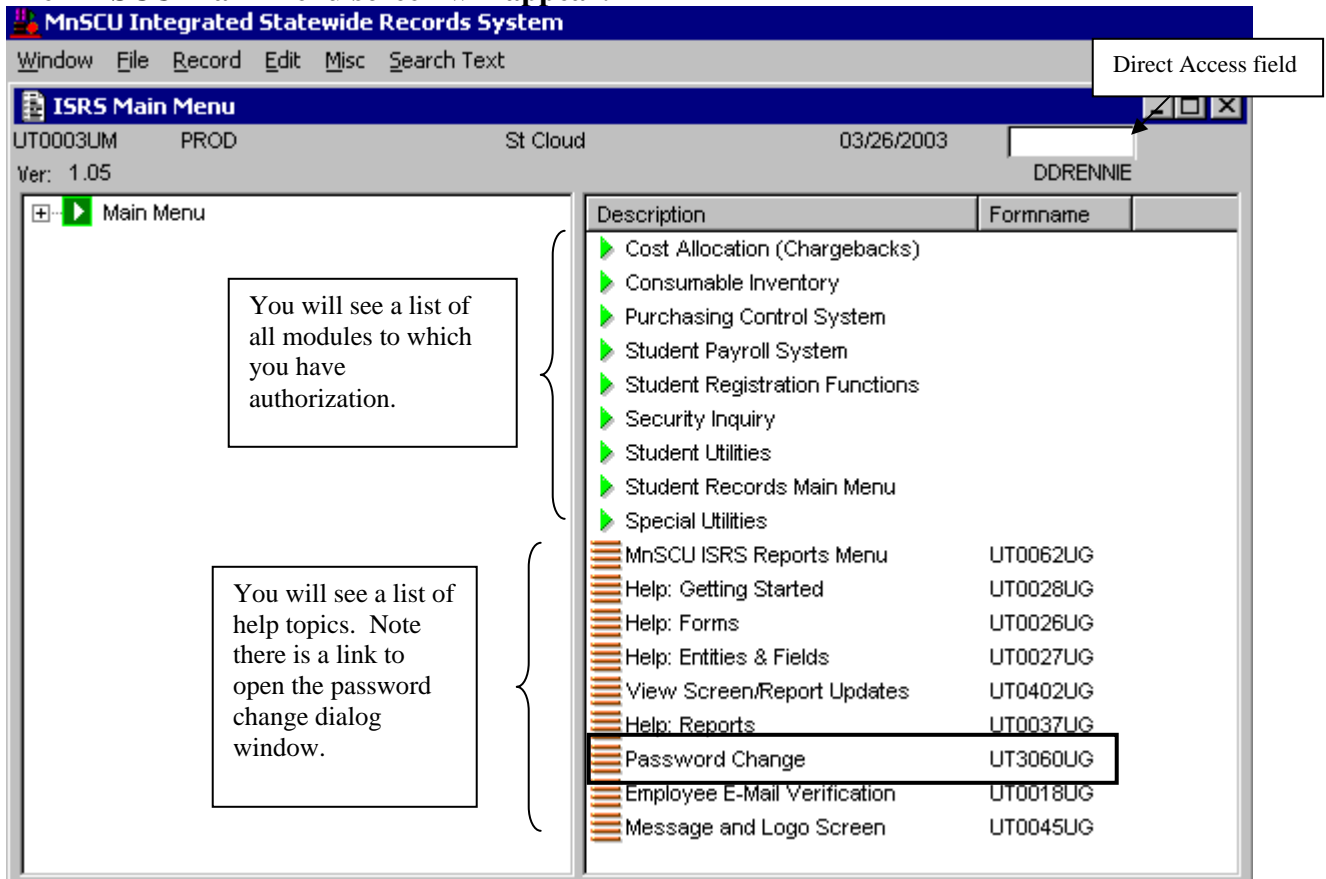 MnSCU Integrated Statewide Records System
Window File Record Edit Misc Search Text
Direct Access field
ISRS Main Menu
UT0003UM PROD St Cloud 03/26/2003
Ver: 1.05 DDRENNIE
Main Menu
Description Formname
Cost Allocation (Chargebacks)
Consumable Inventory
Purchasing Control System
Student Payroll System
Student Registration Functions
Security Inquiry
Student Utilities
Student Records Main Menu
Special Utilities
You will see a list of
all modules to which
you have
authorization.
MnSCU ISRS Reports Menu UT0062UG
Help: Getting Started UT0028UG
Help: Forms UT0026UG
Help: Entities & Fields UT0027UG
View Screen/Report Updates UT0402UG
Help: Reports UT0037UG
Password Change UT3060UG
Employee E-Mail Verification UT0018UG
Message and Logo Screen UT0045UG
You will see a list of
help topics. Note
there is a link to
open the password
change dialog
window.